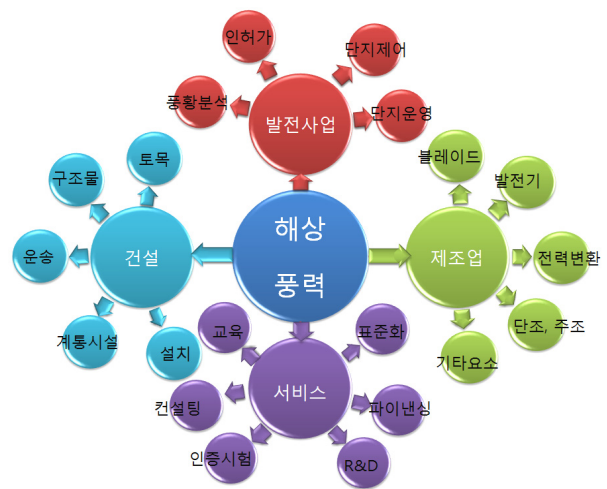 인허가
단지제어
풍황분석
발전사업
단지운영
블레이드
토목
구조물
발전기
해상
풍력
운송
건설
제조업
전력변환
계통시설
설치
교육
표준화
단조, 주조
기타요소
서비스
컨설팅
파이낸싱
인증시험
R&D